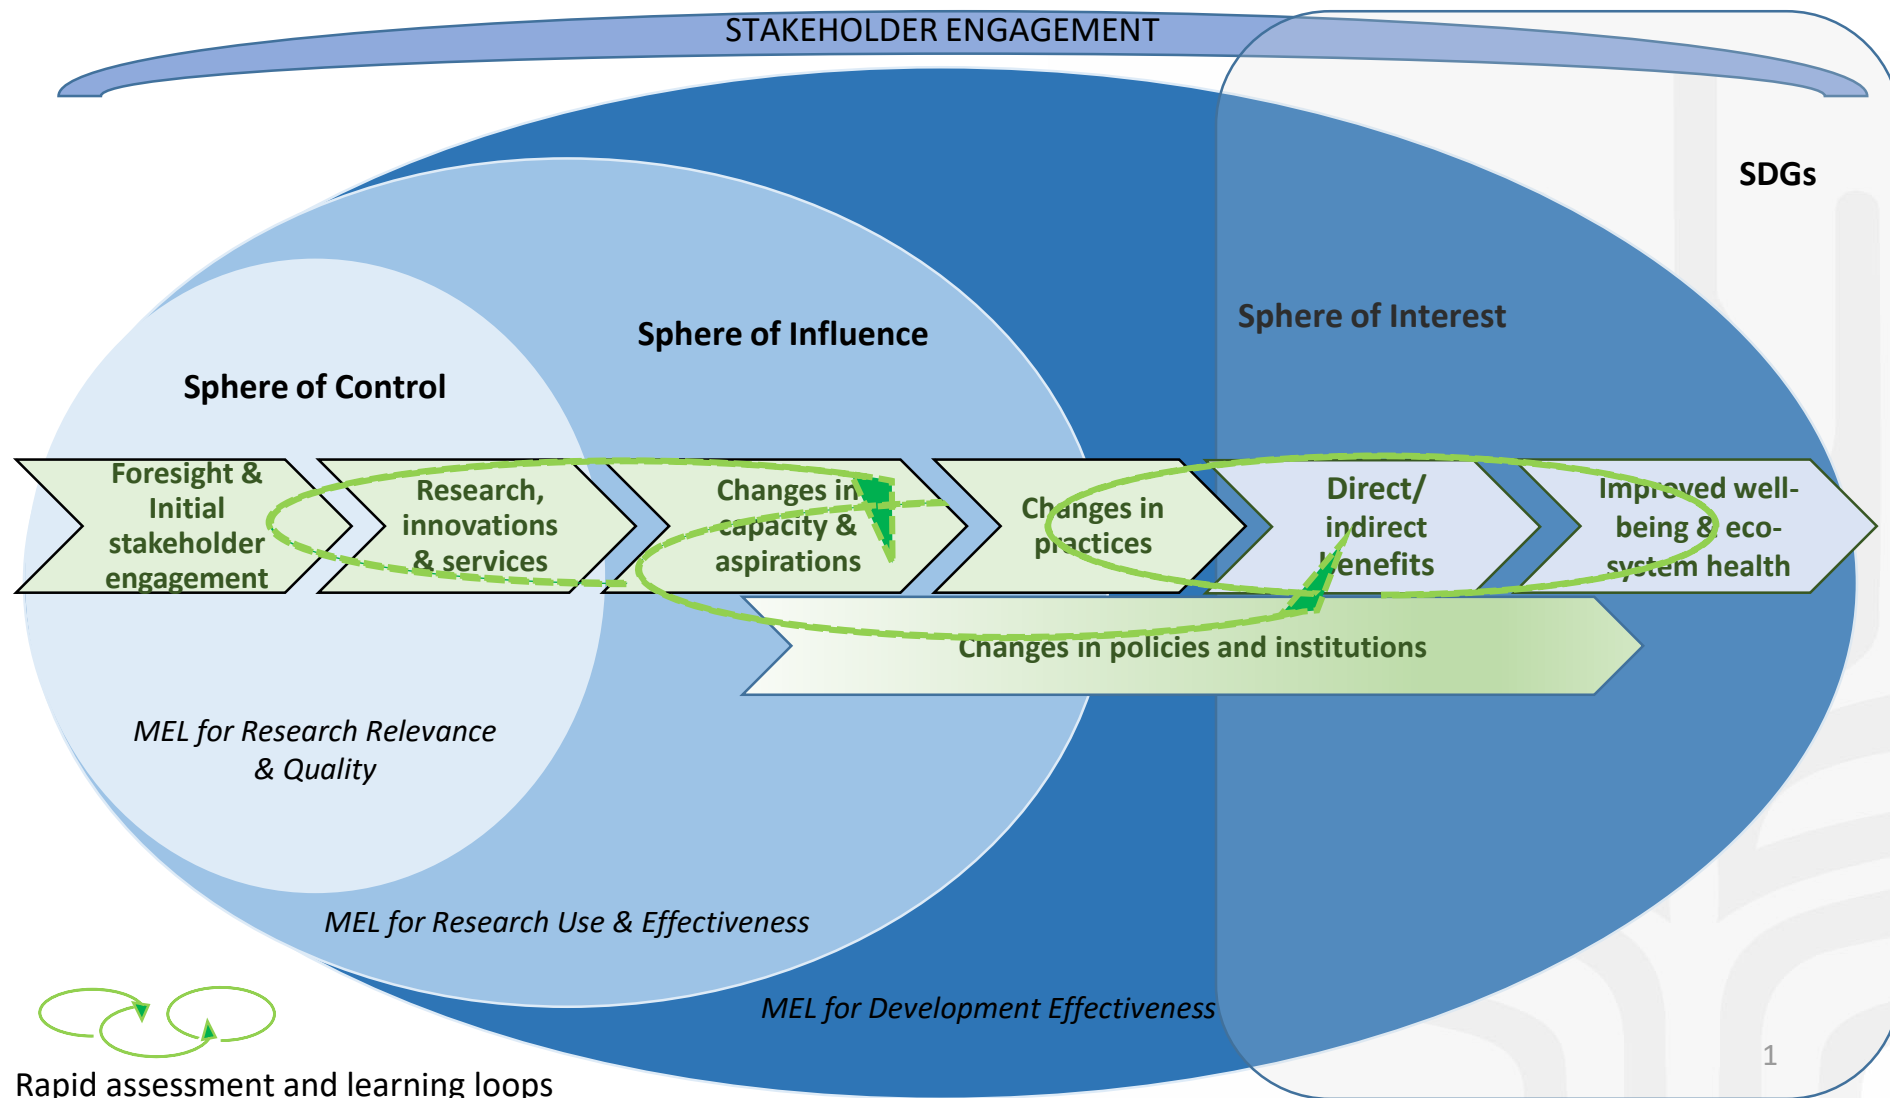 STAKEHOLDER ENGAGEMENT
SDGs
Sphere of Control
Sphere of Influence
Sphere of Interest
Foresight &
Initial
stakeholder
engagement
Research,
innovations
& services
Changes in
capacity &
aspirations
Changes in
practices
Direct/
indirect
benefits
Improved well-
being & eco-
system health
Changes in policies and institutions
MEL for Research Relevance
& Quality
MEL for Research Use & Effectiveness
MEL for Development Effectiveness
Rapid assessment and learning loops
1